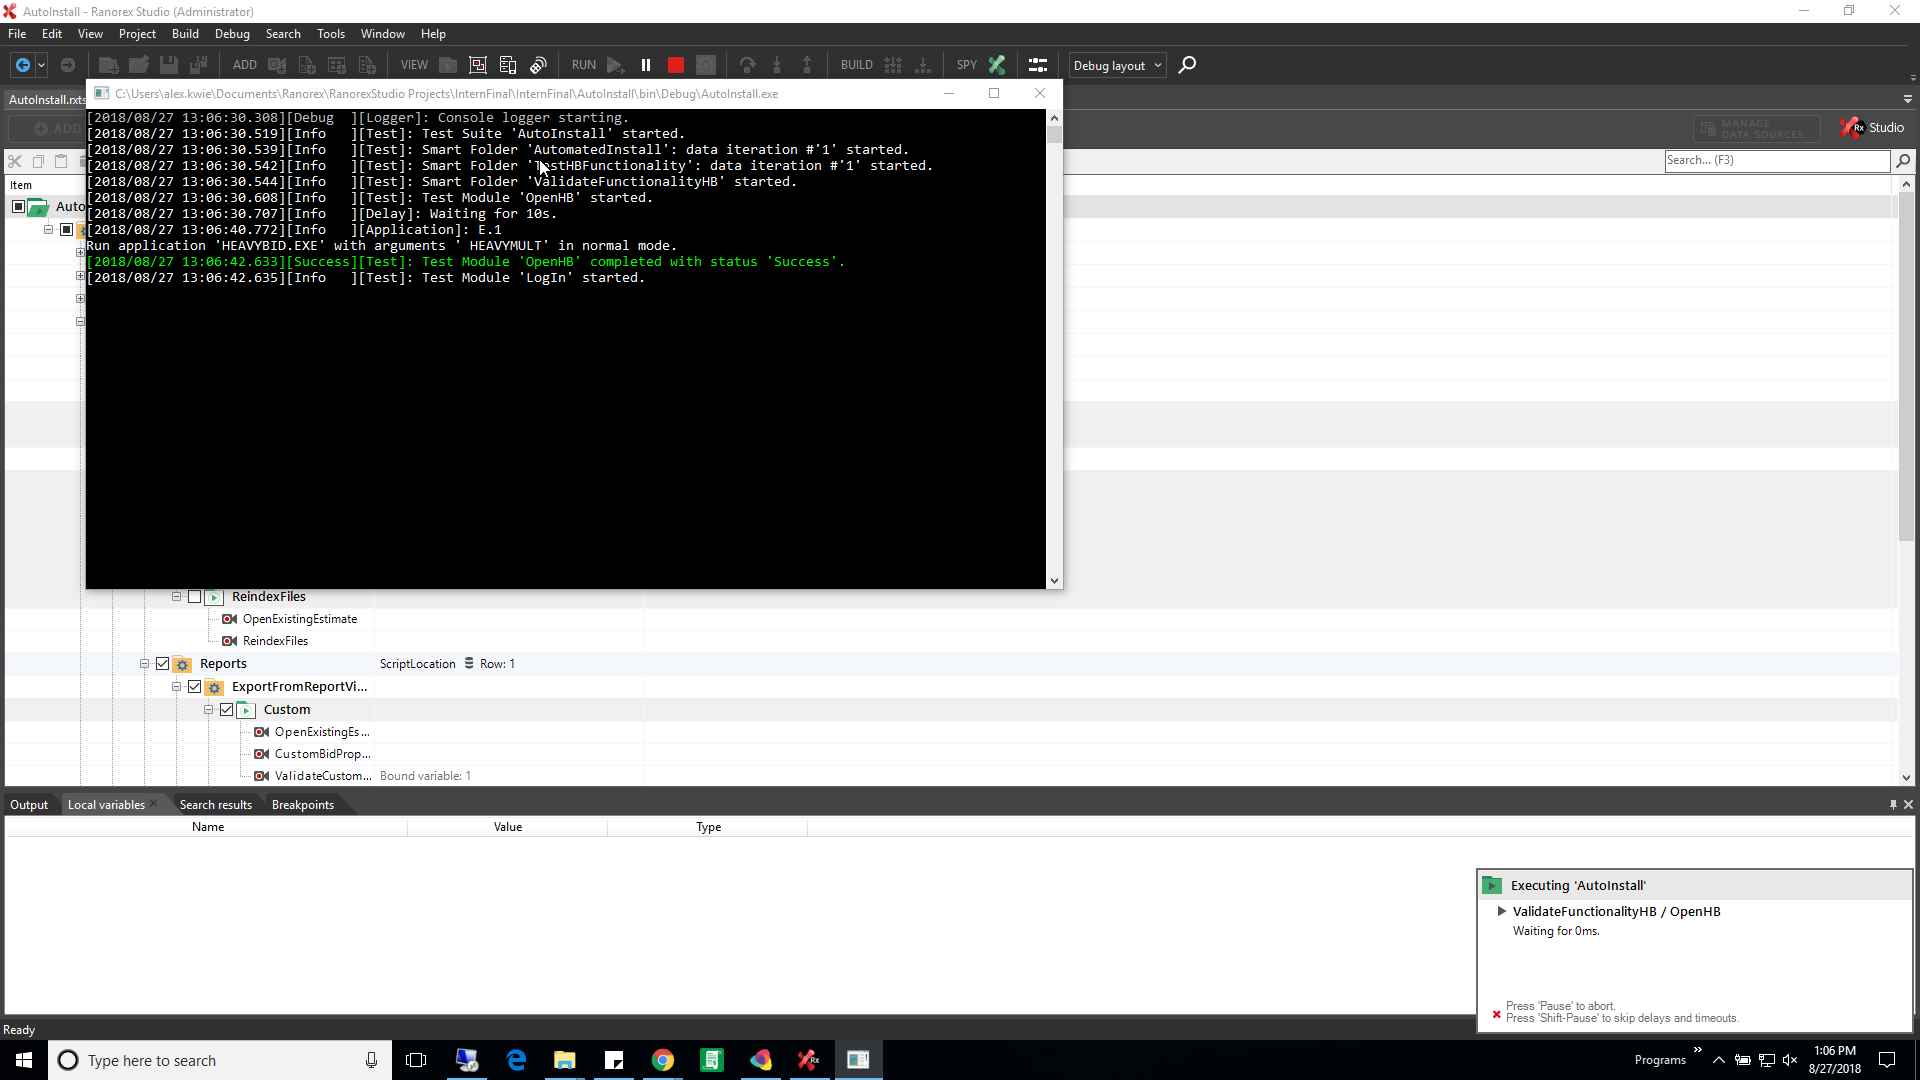 AutoInstall - Ranorex Studio (Administrator)
File Edit View Project Build Debug Search Tools Window Help
ADD VIEW RUN BUILD SPY Debug layout
C:\Users\alex.kwie\Documents\Ranorex\RanorexStudio Projects\InternFinal\InternFinal\AutoInstall\bin\Debug\AutoInstall.exe
AutoInstall.rxts
ADD
MANAGE DATA SOURCES
Rx Studio
Search... (F3)
Item
Auto
[2018/08/27 13:06:30.308][Debug  ][Logger]: Console logger starting.
[2018/08/27 13:06:30.519][Info   ][Test]: Test Suite 'AutoInstall' started.
[2018/08/27 13:06:30.539][Info   ][Test]: Smart Folder 'AutomatedInstall': data iteration #'1' started.
[2018/08/27 13:06:30.542][Info   ][Test]: Smart Folder 'TestHBFunctionality': data iteration #'1' started.
[2018/08/27 13:06:30.544][Info   ][Test]: Smart Folder 'ValidateFunctionalityHB' started.
[2018/08/27 13:06:30.608][Info   ][Test]: Test Module 'OpenHB' started.
[2018/08/27 13:06:30.707][Info   ][Delay]: Waiting for 10s.
[2018/08/27 13:06:40.772][Info   ][Application]: E.1
Run application 'HEAVYBID.EXE' with arguments ' HEAVYMULT' in normal mode.
[2018/08/27 13:06:42.633][Success][Test]: Test Module 'OpenHB' completed with status 'Success'.
[2018/08/27 13:06:42.635][Info   ][Test]: Test Module 'LogIn' started.
ReindexFiles
OpenExistingEstimate
ReindexFiles
Reports ScriptLocation Row: 1
ExportFromReportVi...
Custom
OpenExistingEs...
CustomBidProp...
ValidateCustom... Bound variable: 1
Output Local variables Search results Breakpoints
Name Value Type
Executing 'AutoInstall'
ValidateFunctionalityHB / OpenHB
Waiting for 0ms.
Press 'Pause' to abort.
Press 'Shift-Pause' to skip delays and timeouts.
Ready
Type here to search
Programs
1:06 PM
8/27/2018